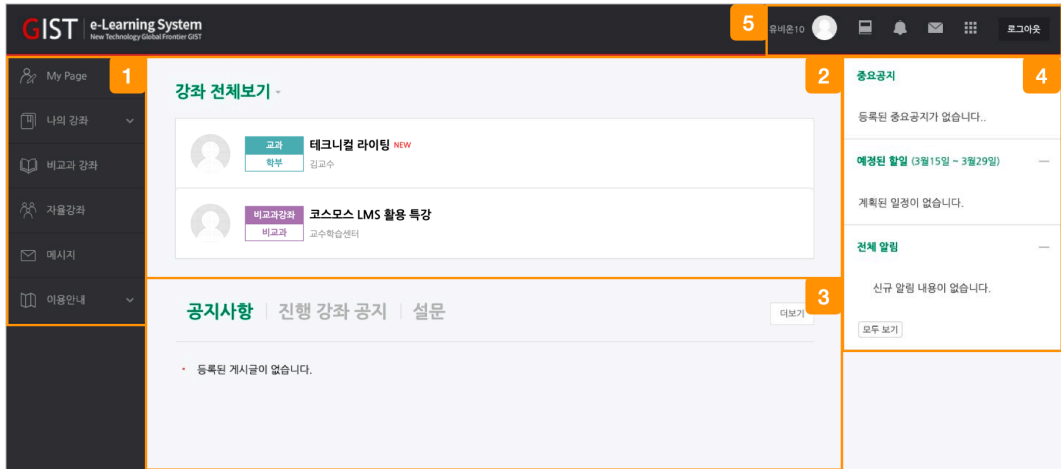 GIST e-Learning System
New Technology Global Frontier GIST
5
유비온10
로그아웃
1
My Page
나의 강좌
비교과 강좌
자율강좌
메시지
이용안내
2
강좌 전체보기
교과
학부
테크니컬 라이팅 NEW
김교수
비교과강좌
비교과
코스모스 LMS 활용 특강
교수학습센터
3
공지사항 | 진행 강좌 공지 | 설문
더보기
등록된 게시글이 없습니다.
4
중요공지
등록된 중요공지가 없습니다..
예정된 할일 (3월15일 ~ 3월29일)
계획된 일정이 없습니다.
전체 알림
신규 알림 내용이 없습니다.
모두 보기